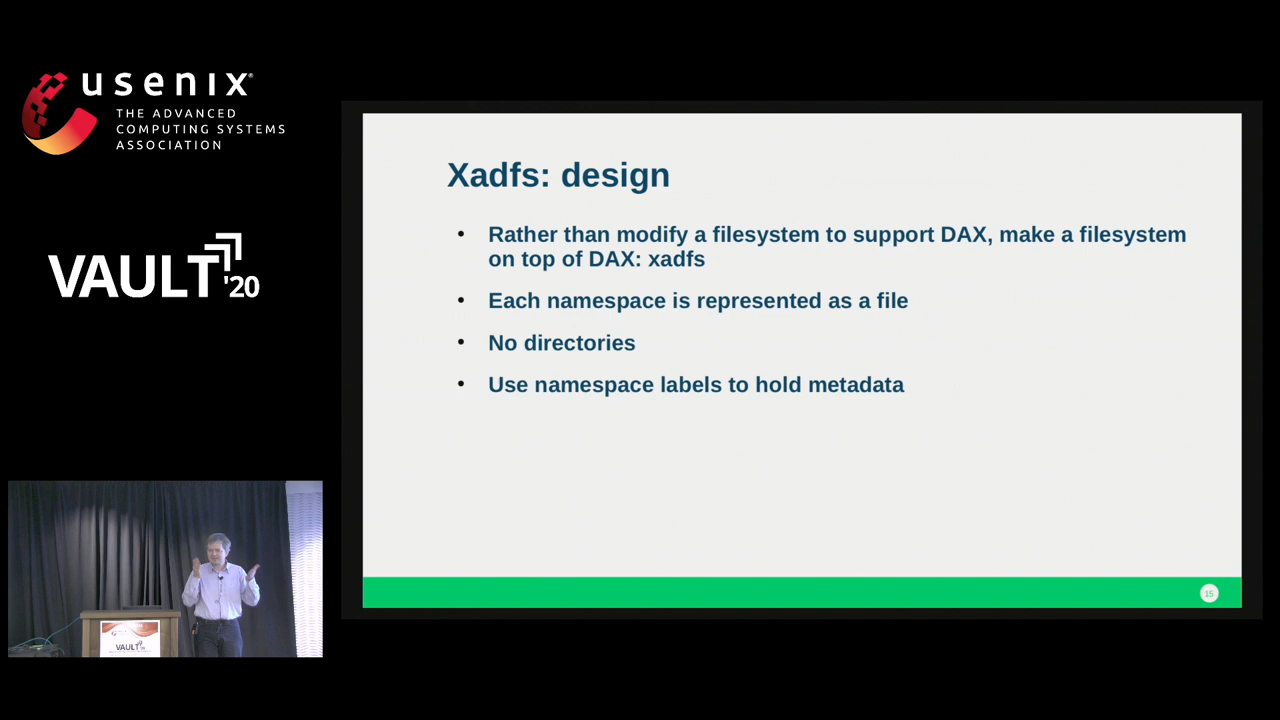 usenix®
THE ADVANCED
COMPUTING SYSTEMS
ASSOCIATION
VAULT '20
Xadfs: design
• Rather than modify a filesystem to support DAX, make a filesystem
on top of DAX: xadfs
• Each namespace is represented as a file
• No directories
• Use namespace labels to hold metadata
15
VAULT'20